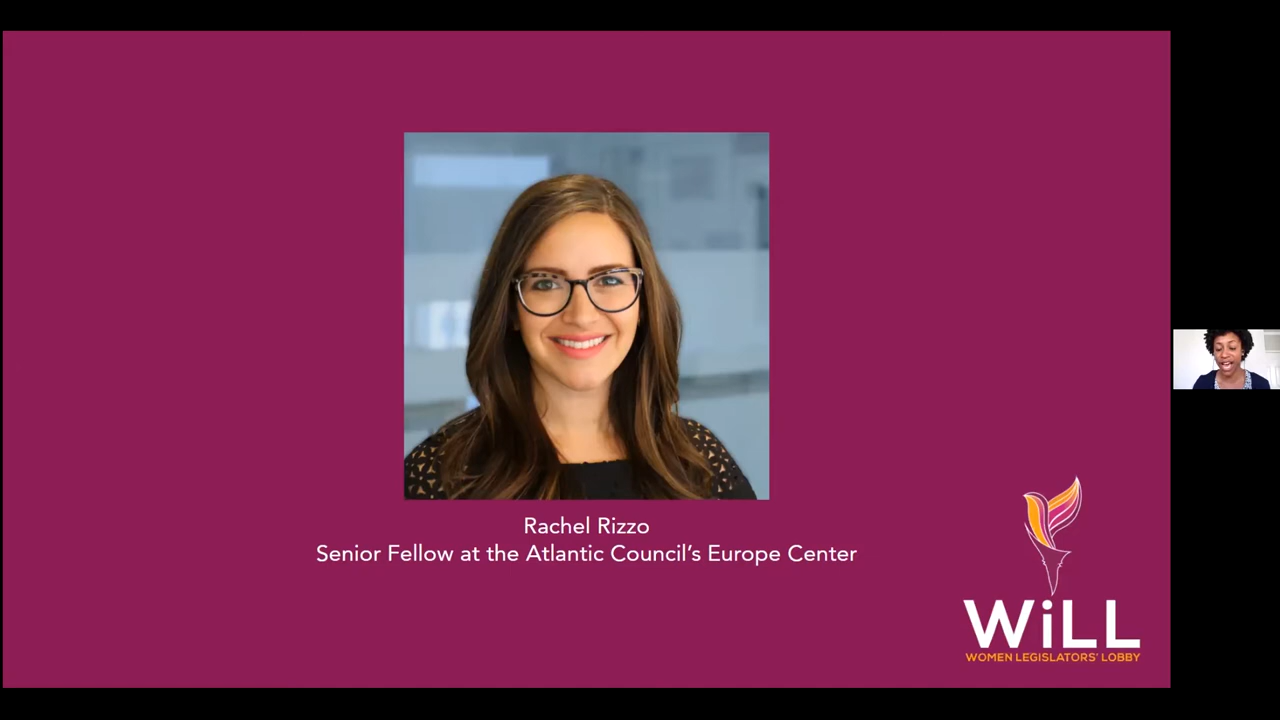 Rachel Rizzo
Senior Fellow at the Atlantic Council's Europe Center
WiLL
WOMEN LEGISLATORS' LOBBY